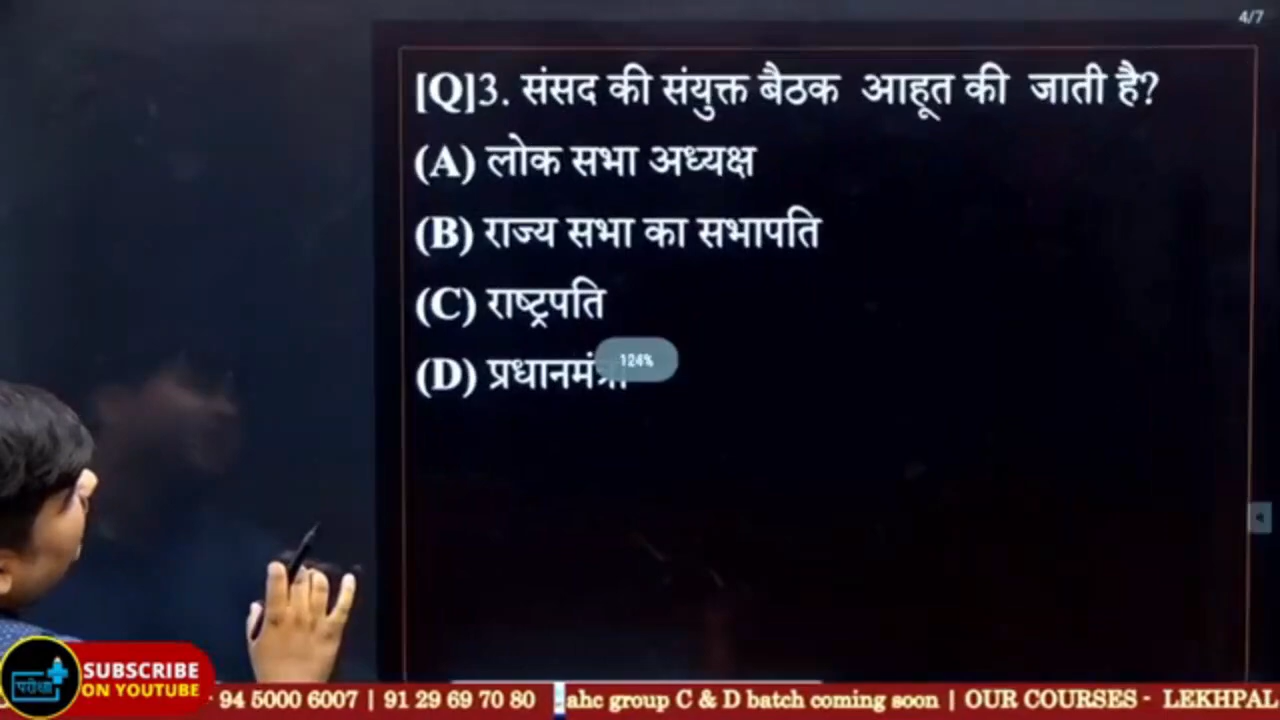 4/7
[Q]3. संसद की संयुक्त बैठक आहूत की जाती है?
(A) लोक सभा अध्यक्ष
(B) राज्य सभा का सभापति
(C) राष्ट्रपति
(D) प्रधानमंत्री
124%
परीक्षा
SUBSCRIBE
ON YOUTUBE
94 5000 6007 | 91 29 69 70 80 ahc group C & D batch coming soon | OUR COURSES - LEKHPAL